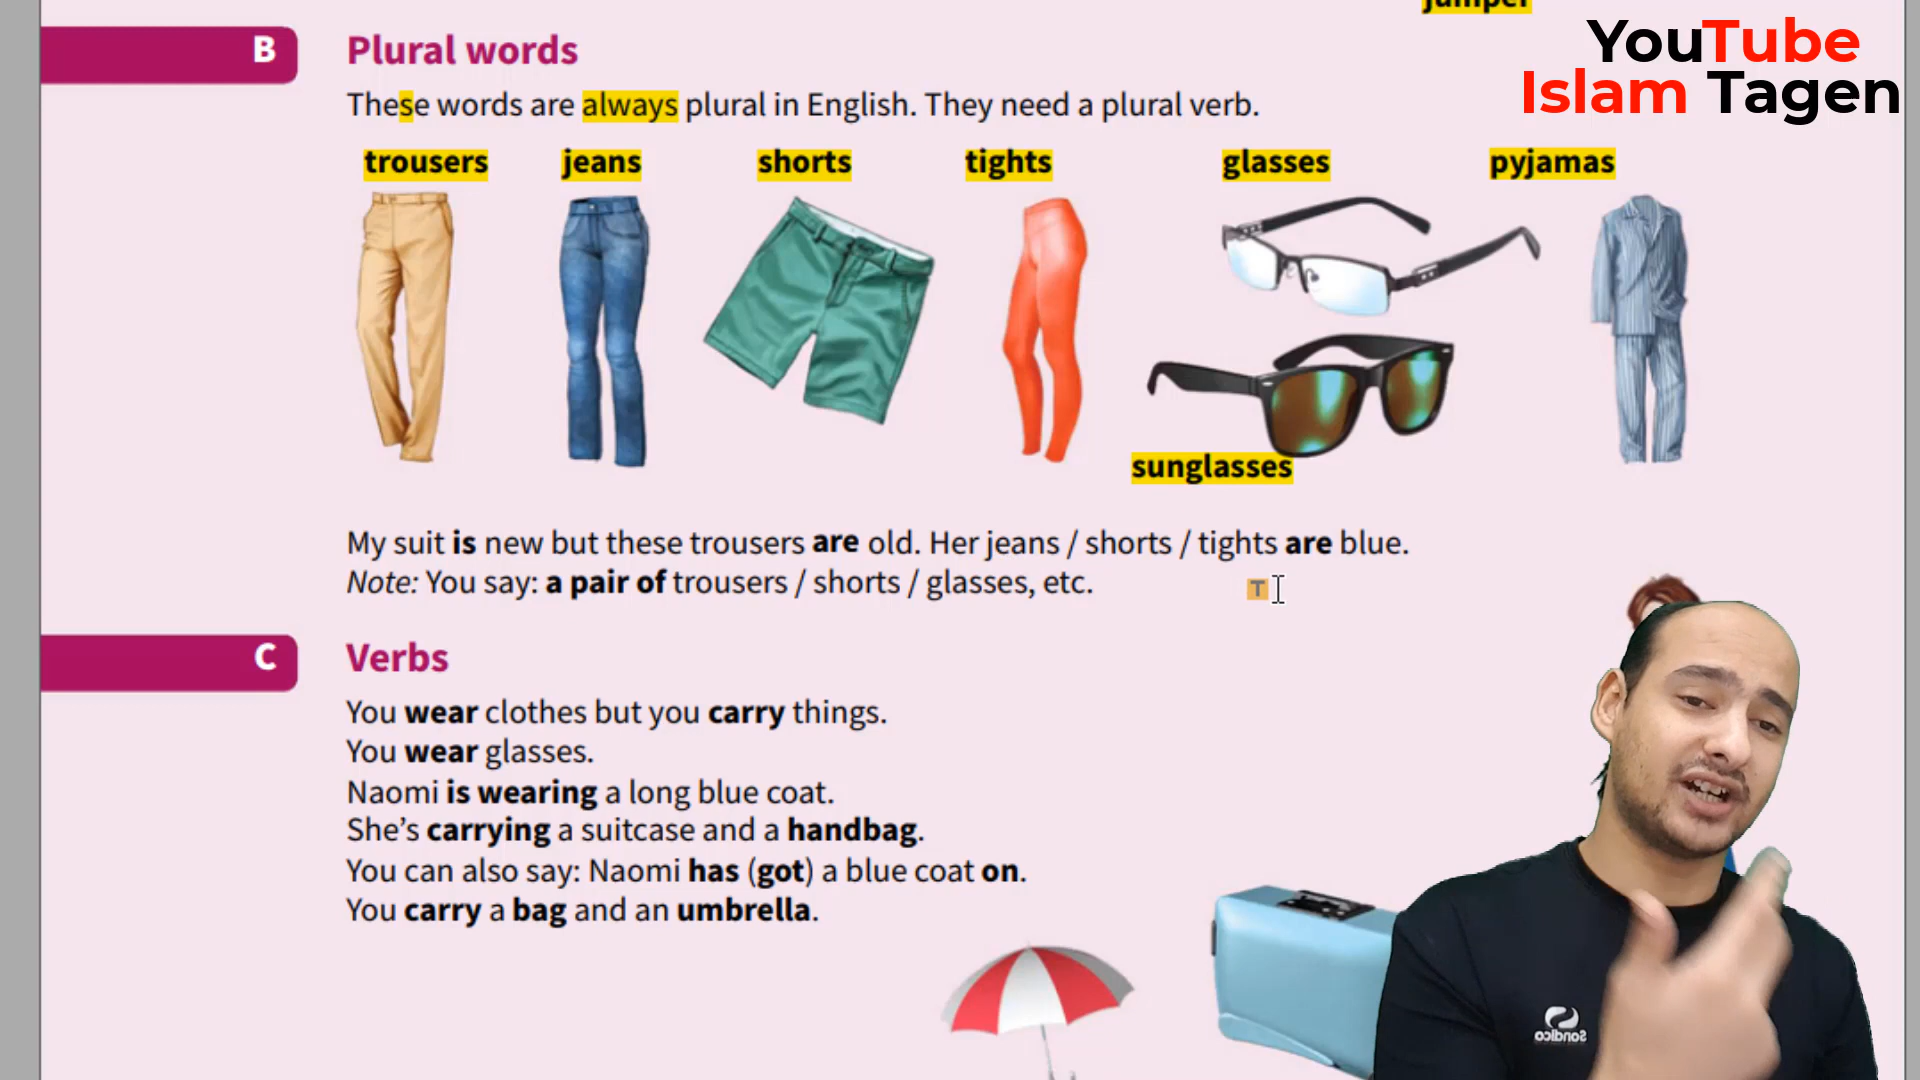 jumper
YouTube
Islam Tagen
B
Plural words
These words are always plural in English. They need a plural verb.
trousers jeans shorts tights glasses pyjamas
sunglasses
My suit is new but these trousers are old. Her jeans / shorts / tights are blue.
Note: You say: a pair of trousers / shorts / glasses, etc.
T
C
Verbs
You wear clothes but you carry things.
You wear glasses.
Naomi is wearing a long blue coat.
She's carrying a suitcase and a handbag.
You can also say: Naomi has (got) a blue coat on.
You carry a bag and an umbrella.
Sondico